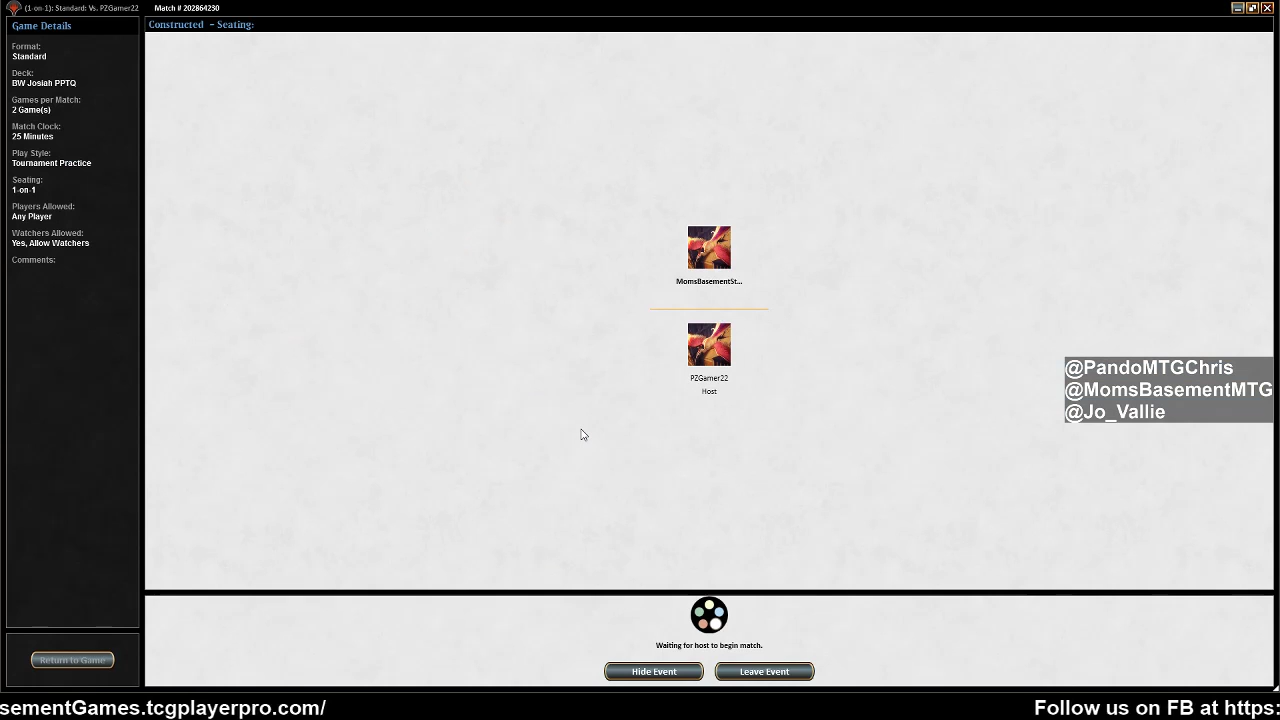 (1-on-1): Standard: Vs. PZGamer22
Match # 202864230
Game Details
Format:
Standard
Deck:
BW Josiah PPTQ
Games per Match:
2 Game(s)
Match Clock:
25 Minutes
Play Style:
Tournament Practice
Seating:
1-on-1
Players Allowed:
Any Player
Watchers Allowed:
Yes, Allow Watchers
Comments:
Return to Game
Constructed - Seating:
MomsBasementSt...
PZGamer22
Host
@PandoMTGChris
@MomsBasementMTG
@Jo_Vallie
Waiting for host to begin match.
Hide Event
Leave Event
sementGames.tcgplayerpro.com/
Follow us on FB at https: